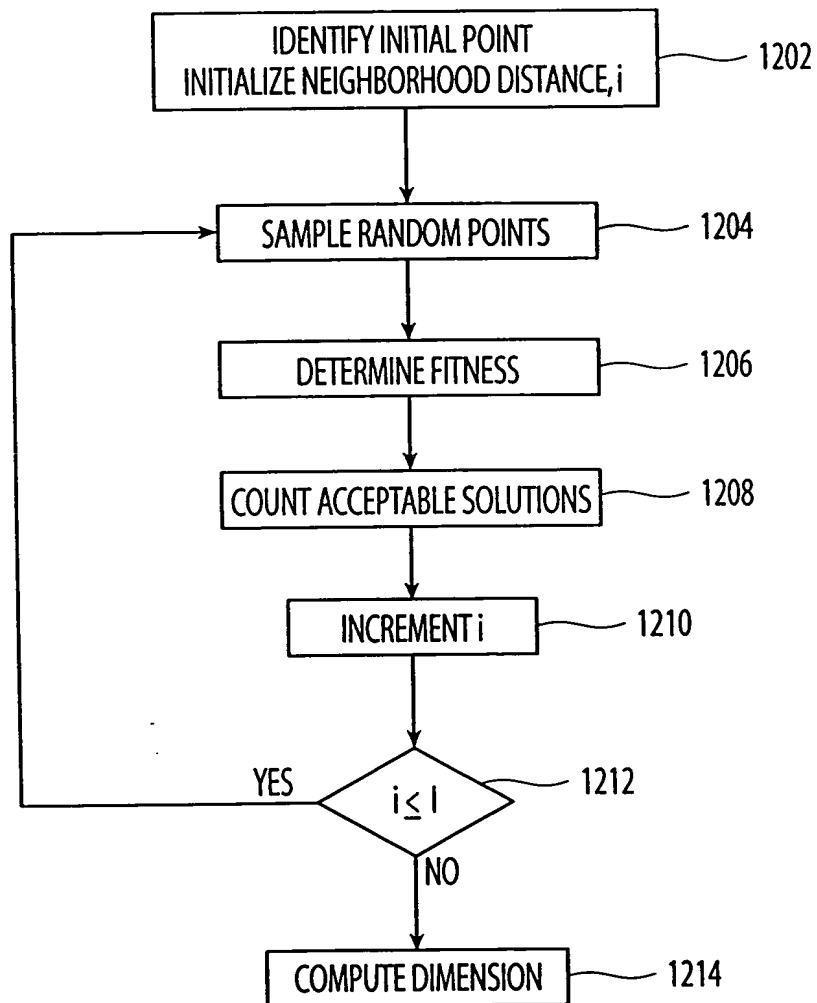 IDENTIFY INITIAL POINT
INITIALIZE NEIGHBORHOOD DISTANCE, i
1202
SAMPLE RANDOM POINTS
1204
DETERMINE FITNESS
1206
COUNT ACCEPTABLE SOLUTIONS
1208
INCREMENT i
1210
YES
i ≤ l
1212
NO
COMPUTE DIMENSION
1214